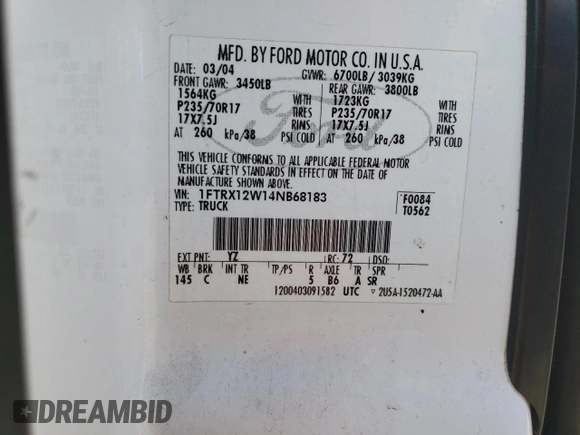 MFD. BY FORD MOTOR CO. IN U.S.A.
DATE: 03/04 GVWR: 6700LB/ 3039KG
FRONT GAWR: 3450LB REAR GAWR: 3800LB
1564KG WITH 1723KG WITH
P235/70R17 TIRES P235/70R17 TIRES
17X7.5J RINS 17X7.5J RINS
AT 260 kPa/38 PSI COLD AT 260 kPa/38 PSI COLD
Ford
THIS VEHICLE CONFORMS TO ALL APPLICABLE FEDERAL MOTOR
VEHICLE SAFETY STANDARDS IN EFFECT ON THE DATE OF
MANUFACTURE SHOWN ABOVE.
VIN: 1FTRX12W14NB68183 F0084
TYPE: TRUCK T0562
EXT PNT: YZ RC: 72 DSO:
WB BRK INT TR TP/PS R AXLE TR SPR
145 C NE 5 B6 A SR
1200403091582 UTC 2U5A-1520472-AA
DREAMBID